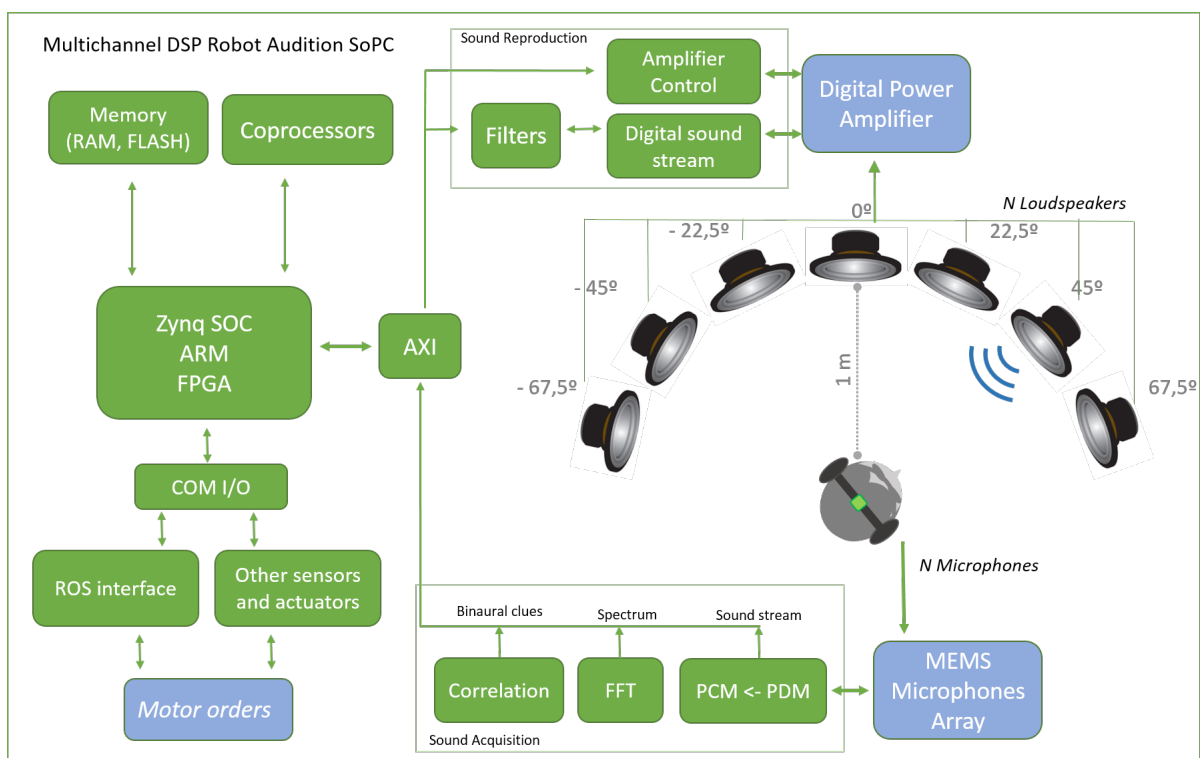 Multichannel DSP Robot Audition SoPC
Memory
(RAM, FLASH)
Coprocessors
Zynq SOC
ARM
FPGA
AXI
COM I/O
ROS interface
Other sensors
and actuators
Motor orders
Sound Reproduction
Amplifier
Control
Filters
Digital sound
stream
Digital Power
Amplifier
N Loudspeakers
0º
- 22,5º
22,5º
- 45º
45º
- 67,5º
67,5º
1 m
N Microphones
Binaural clues
Spectrum
Sound stream
Correlation
FFT
PCM <- PDM
Sound Acquisition
MEMS
Microphones
Array